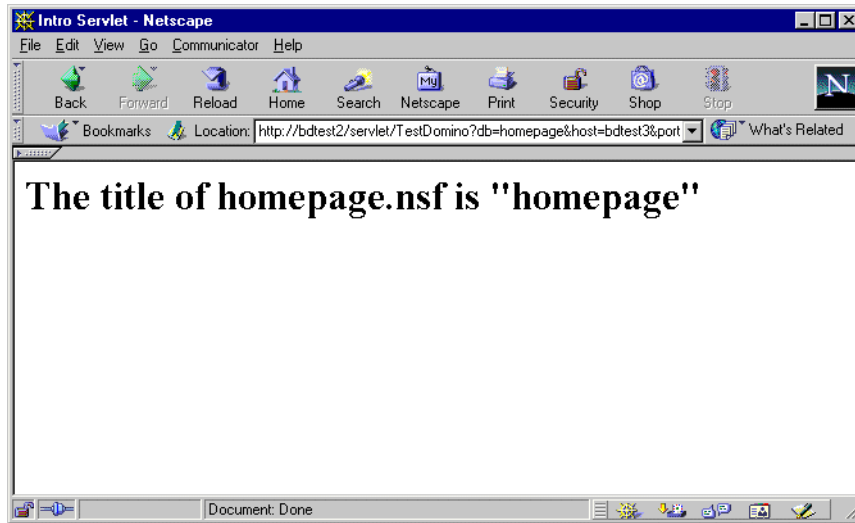 Intro Servlet - Netscape
File Edit View Go Communicator Help
Back Forward Reload Home Search My Netscape Print Security Shop Stop N
Bookmarks Location: http://bdtest2/servlet/TestDomino?db=homepage&host=bdtest3&port What's Related
The title of homepage.nsf is "homepage"
Document: Done